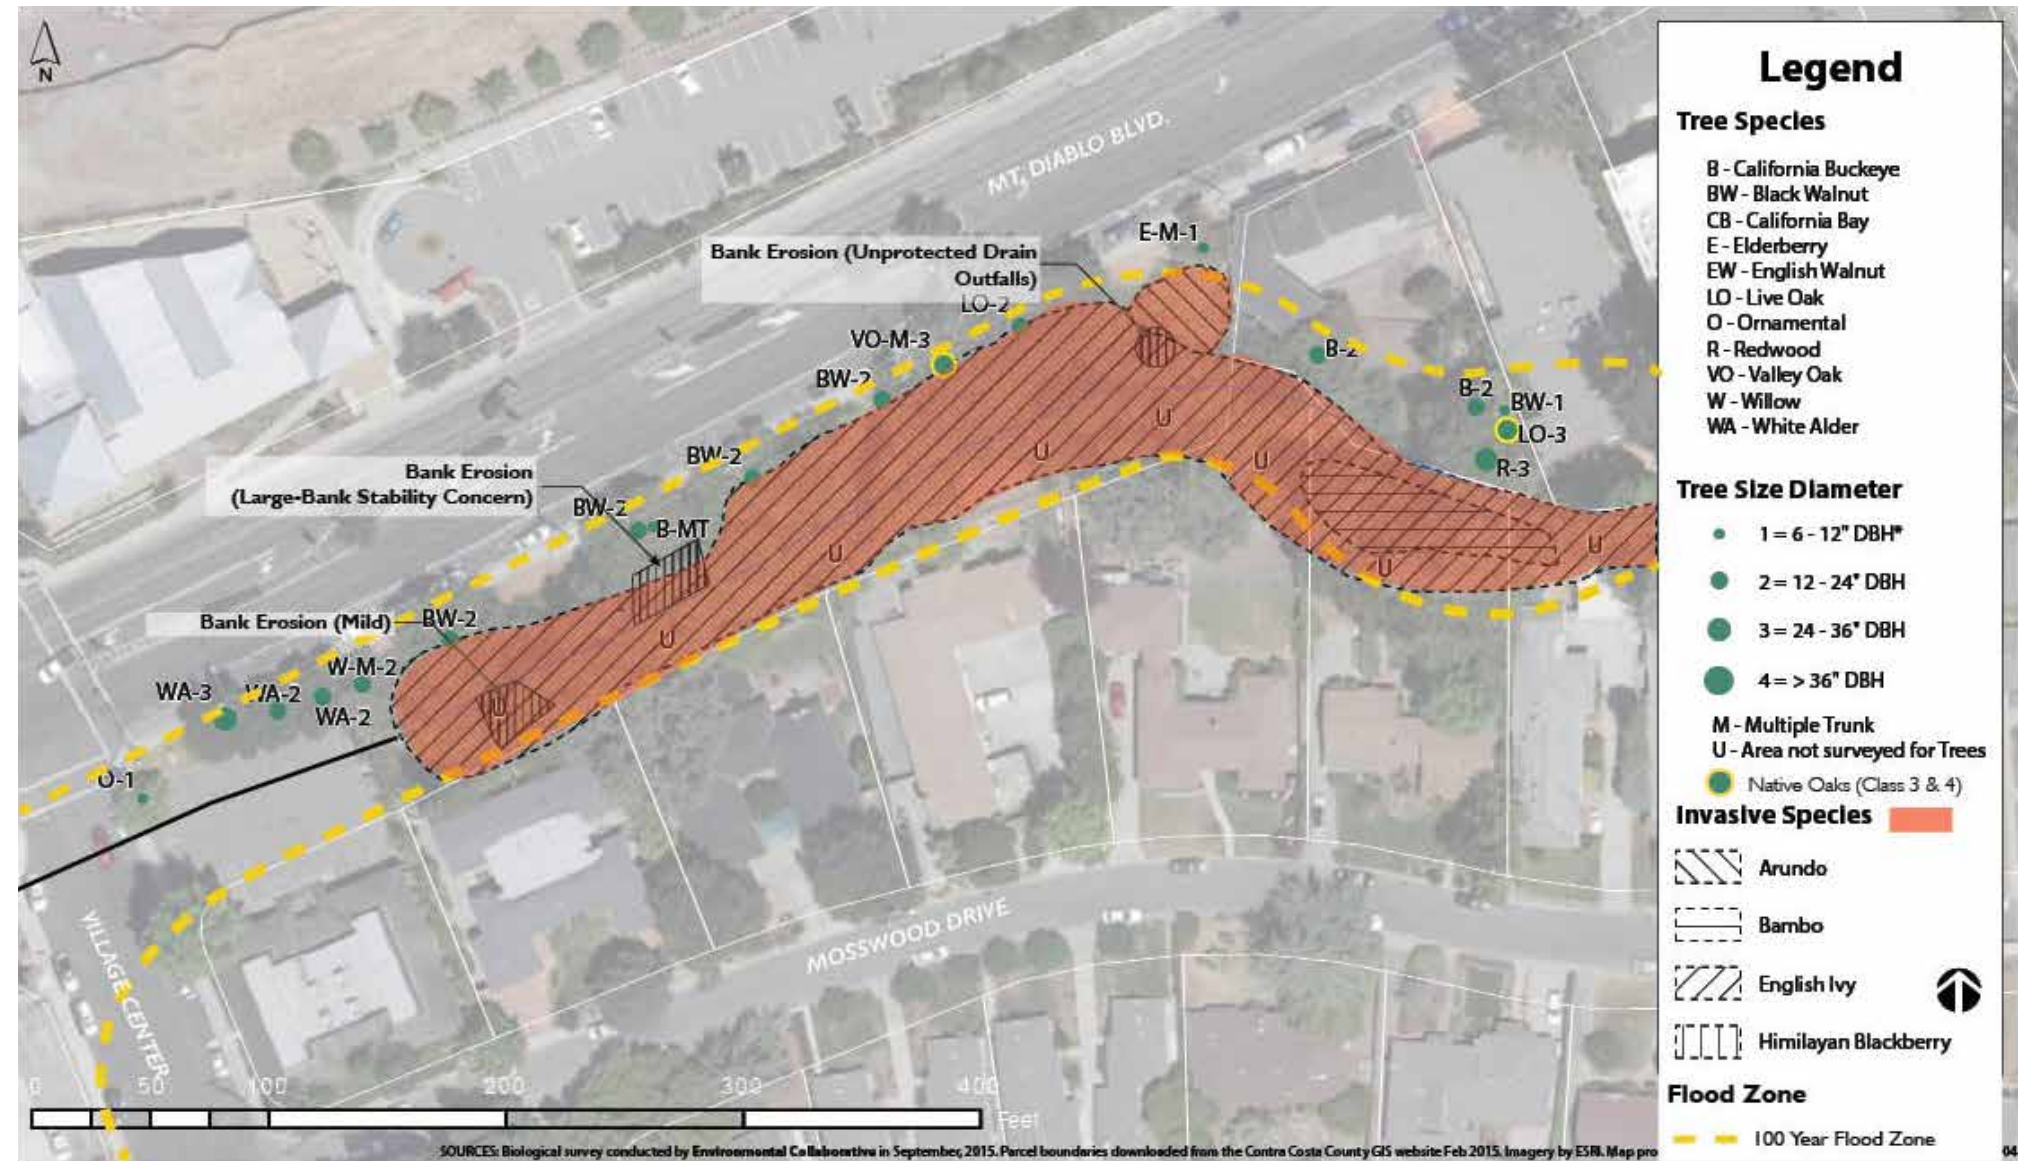 N
MT. DIABLO BLVD.
E-M-1
Bank Erosion (Unprotected Drain
Outfalls)
LO-2
VO-M-3
BW-2
B-2
B-2
BW-1
LO-3
R-3
BW-2
Bank Erosion
(Large-Bank Stability Concern)
BW-2
B-MT
U
U
U
U
U
U
U
U
Bank Erosion (Mild)
BW-2
W-M-2
WA-3
WA-2
WA-2
O-1
MOSSWOOD DRIVE
VILLAGE CENTER
0 50 100 200 300 400
Feet
SOURCES: Biological survey conducted by Environmental Collaborative in September, 2015. Parcel boundaries downloaded from the Contra Costa County GIS website Feb 2015. Imagery by ESRI. Map pro
04
Legend
Tree Species
B - California Buckeye
BW - Black Walnut
CB - California Bay
E - Elderberry
EW - English Walnut
LO - Live Oak
O - Ornamental
R - Redwood
VO - Valley Oak
W - Willow
WA - White Alder
Tree Size Diameter
1 = 6 - 12" DBH*
2 = 12 - 24" DBH
3 = 24 - 36" DBH
4 = > 36" DBH
M - Multiple Trunk
U - Area not surveyed for Trees
Native Oaks (Class 3 & 4)
Invasive Species
Arundo
Bambo
English Ivy
Himilayan Blackberry
Flood Zone
100 Year Flood Zone